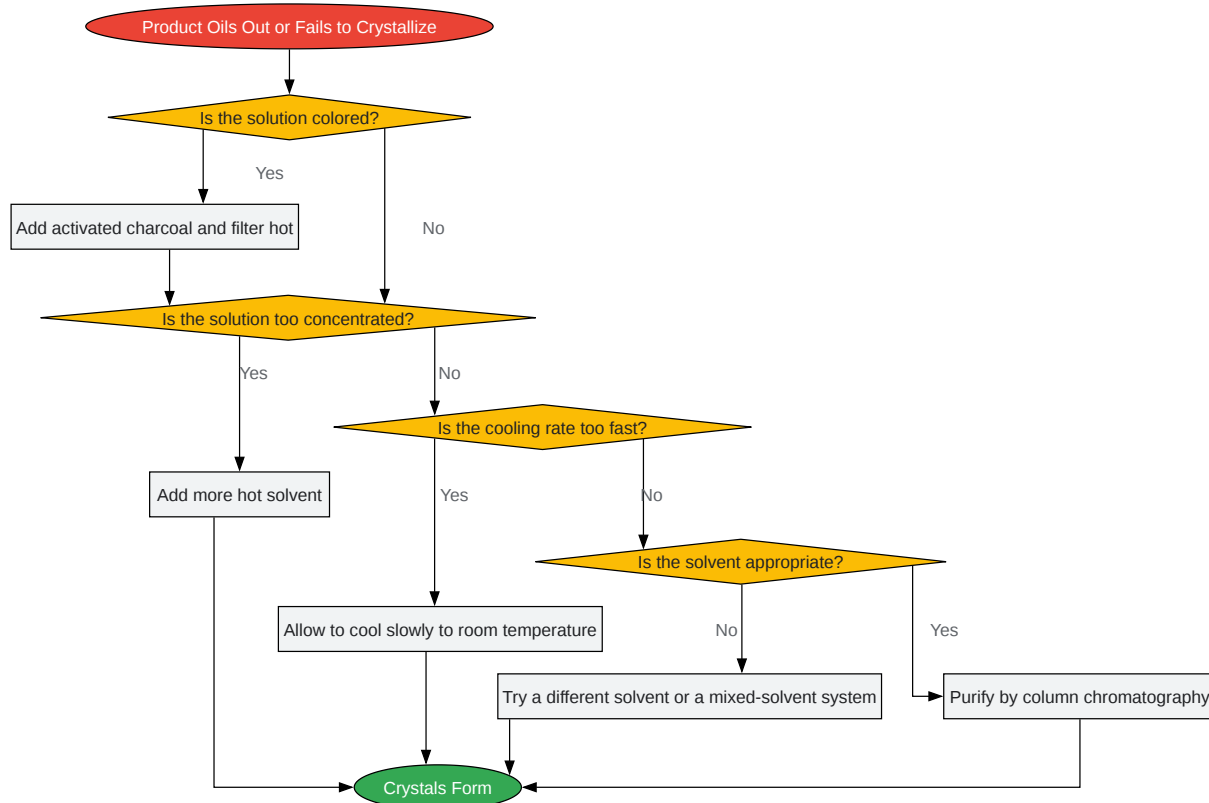 Product Oils Out or Fails to Crystallize
Is the solution colored?
Yes
Add activated charcoal and filter hot
No
Is the solution too concentrated?
Yes
No
Is the cooling rate too fast?
Add more hot solvent
Yes
No
Is the solvent appropriate?
Allow to cool slowly to room temperature
No
Yes
Try a different solvent or a mixed-solvent system
Purify by column chromatography
Crystals Form